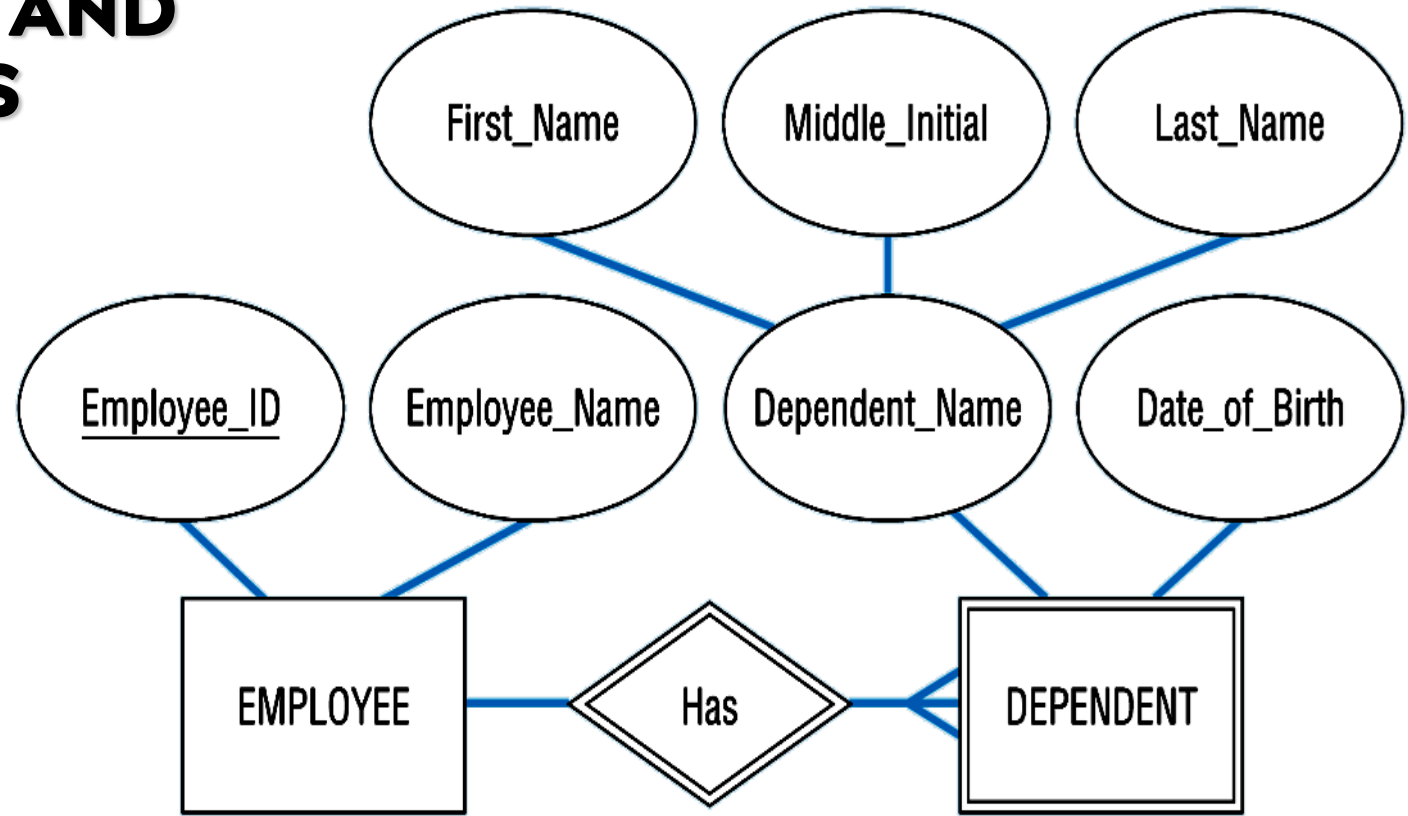 AND
S
First_Name
Middle_Initial
Last_Name
Employee_ID
Employee_Name
Dependent_Name
Date_of_Birth
EMPLOYEE
Has
DEPENDENT